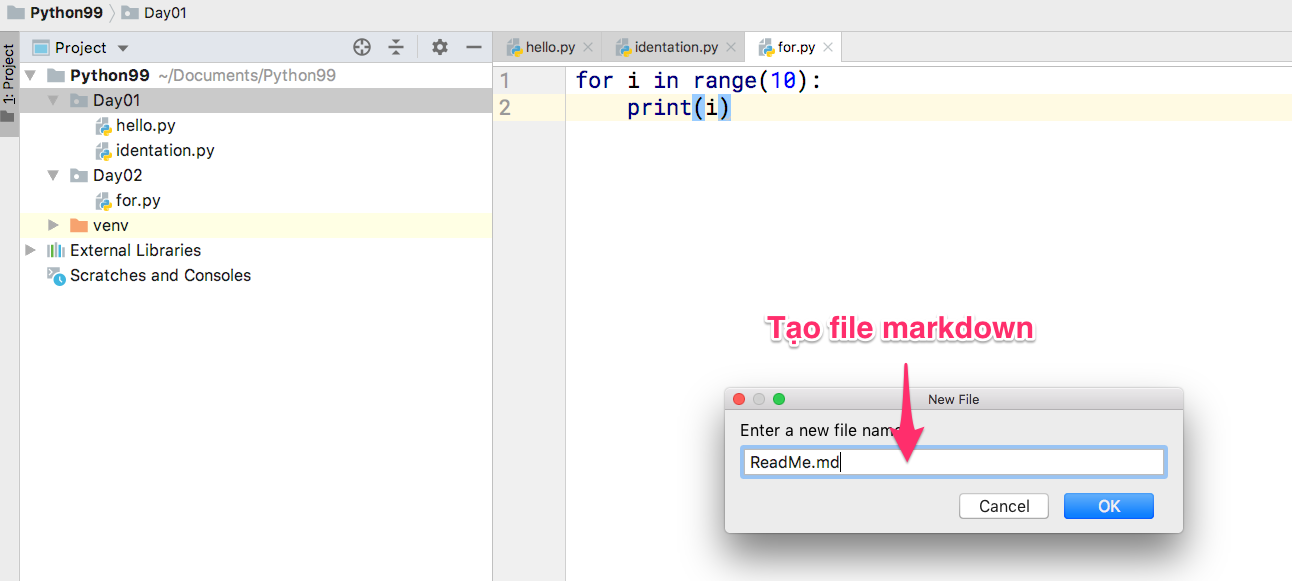 Python99 Day01
1: Project
Project
hello.py
identation.py
for.py
Python99 ~/Documents/Python99
Day01
hello.py
identation.py
Day02
for.py
venv
External Libraries
Scratches and Consoles
1 for i in range(10):
2 print(i)
Tạo file markdown
New File
Enter a new file name
ReadMe.md
Cancel
OK